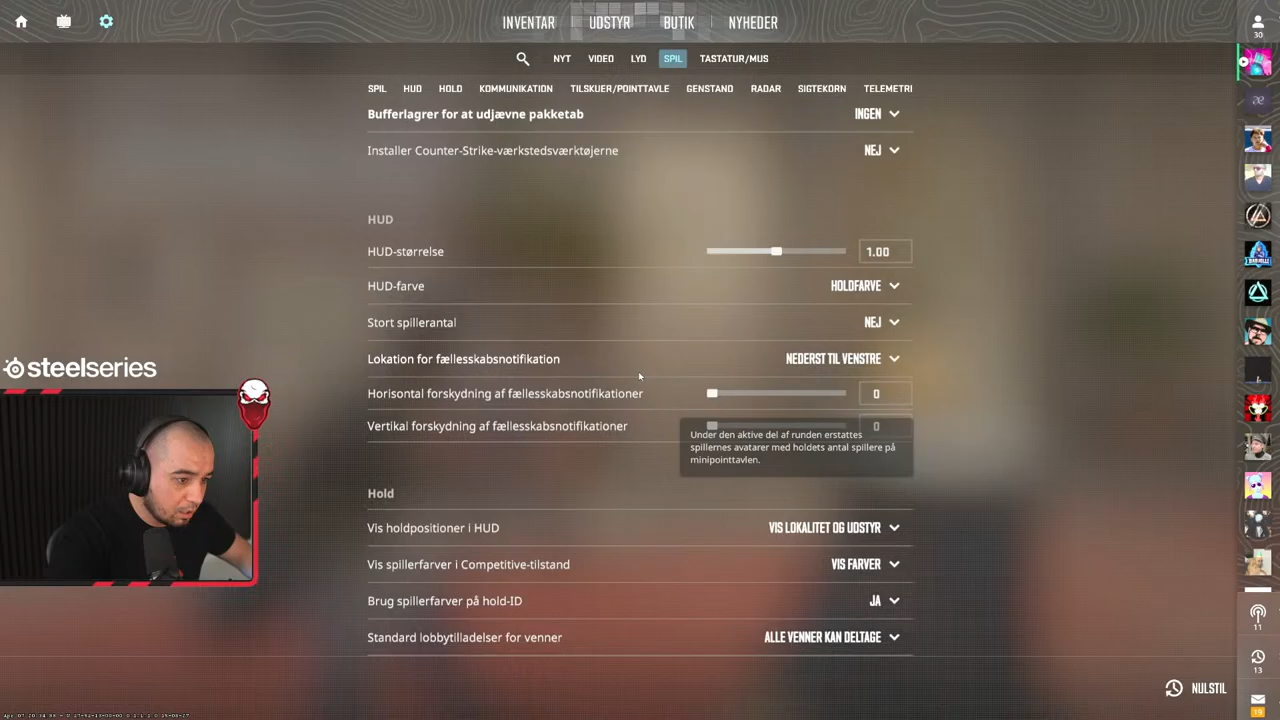 INVENTAR
UDSTYR
BUTIK
NYHEDER
30
NYT
VIDEO
LYD
SPIL
TASTATUR/MUS
SPIL
HUD
HOLD
KOMMUNIKATION
TILSKUER/POINTTAVLE
GENSTAND
RADAR
SIGTEKORN
TELEMETRI
Bufferlagrer for at udjævne pakketab
INGEN
Installer Counter-Strike-værkstedsværktøjerne
NEJ
HUD
HUD-størrelse
1.00
HUD-farve
HOLDFARVE
Stort spillerantal
NEJ
Lokation for fællesskabsnotifikation
NEDERST TIL VENSTRE
Horisontal forskydning af fællesskabsnotifikationer
0
Vertikal forskydning af fællesskabsnotifikationer
0
Under den aktive del af runden erstattes
spillernes avatarer med holdets antal spillere på
minipointtavlen.
steelseries
Hold
Vis holdpositioner i HUD
VIS LOKALITET OG UDSTYR
Vis spillerfarver i Competitive-tilstand
VIS FARVER
Brug spillerfarver på hold-ID
JA
Standard lobbytilladelser for venner
ALLE VENNER KAN DELTAGE
11
13
19
NULSTIL